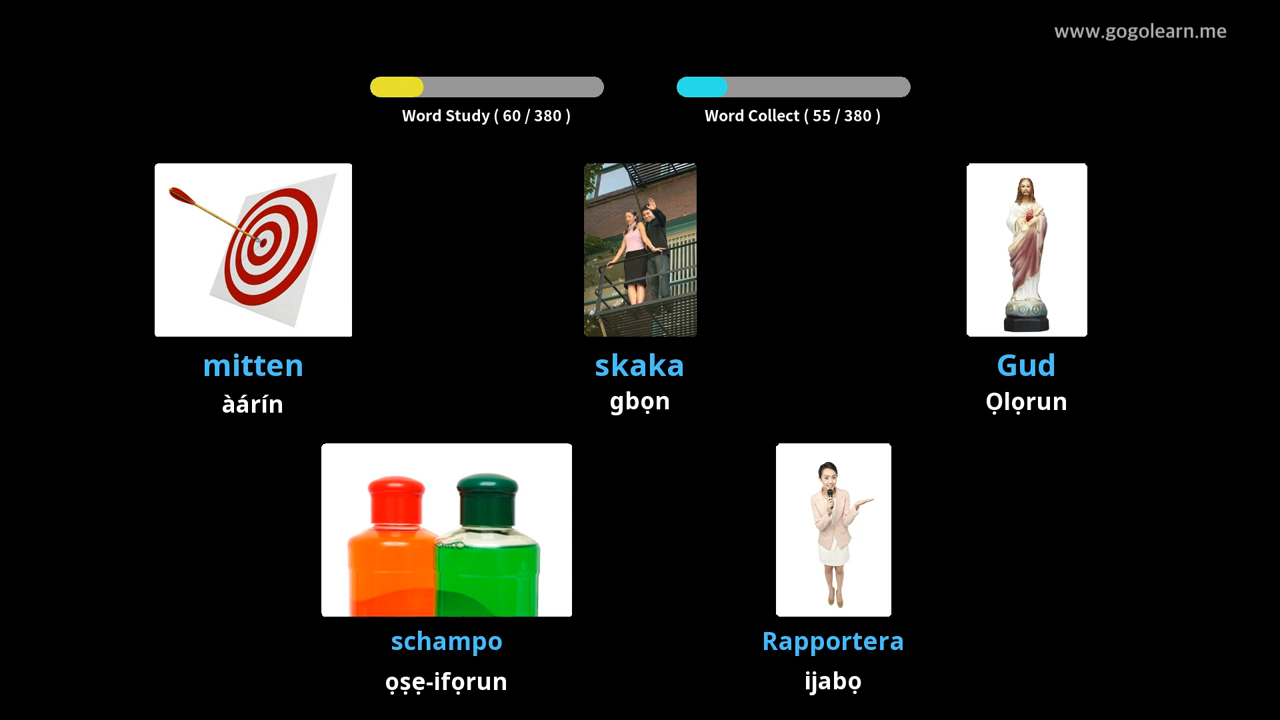 www.gogolearn.me
Word Study ( 60 / 380 )
Word Collect ( 55 / 380 )
mitten
àárín
skaka
gbọn
Gud
Ọlọrun
schampo
ọṣẹ-ifọrun
Rapportera
ijabọ